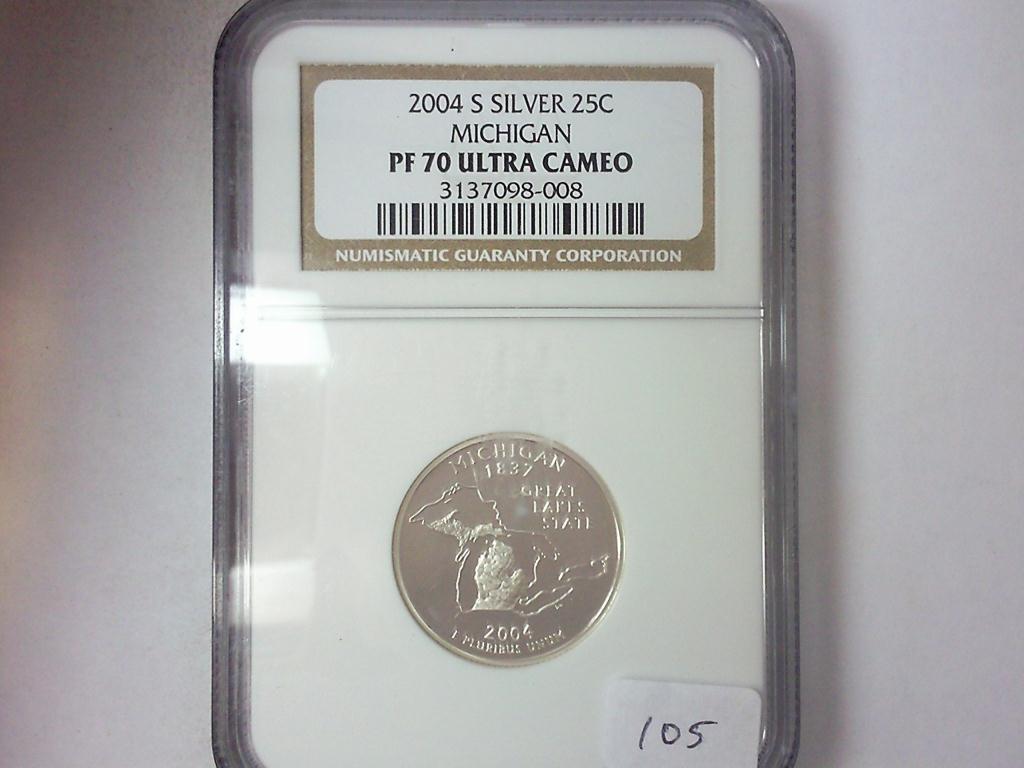 2004 S SILVER 25C
MICHIGAN
PF 70 ULTRA CAMEO
3137098-008
NUMISMATIC GUARANTY CORPORATION
MICHIGAN
1837
GREAT
LAKES
STATE
2004
E PLURIBUS UNUM
105